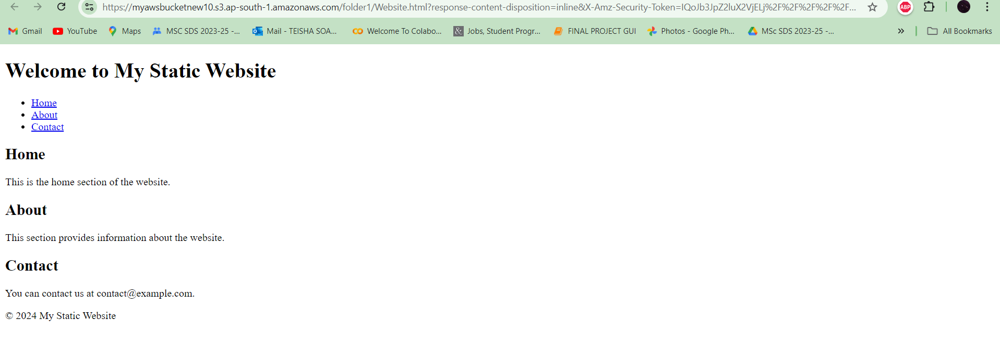 https://myawsbucketnew10.s3.ap-south-1.amazonaws.com/folder1/Website.html?response-content-disposition=inline&X-Amz-Security-Token=IQoJb3JpZ2luX2VjELj%2F%2F%2F%2F%2F...
ABP
Gmail YouTube Maps MSC SDS 2023-25 -... Mail - TEISHA SOA... Welcome To Colabo... & Jobs, Student Progr... FINAL PROJECT GUI Photos - Google Ph... MSc SDS 2023-25 -... » All Bookmarks
Welcome to My Static Website
• Home
• About
• Contact
Home
This is the home section of the website.
About
This section provides information about the website.
Contact
You can contact us at contact@example.com.
© 2024 My Static Website